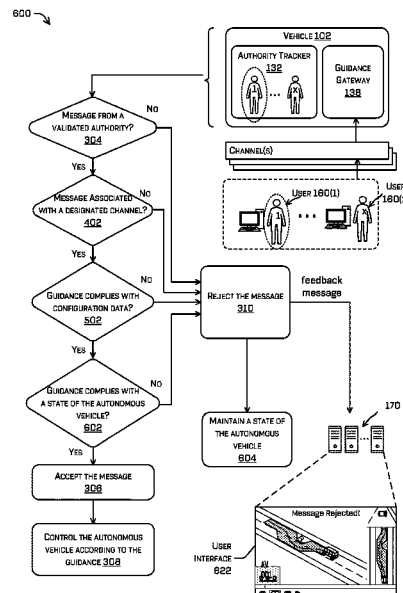 600
VEHICLE 102
AUTHORITY TRACKER
132
1
X
GUIDANCE
GATEWAY
138
CHANNEL(S)
USER 160(1)
USER
MESSAGE FROM A
VALIDATED AUTHORITY?
304
NO
YES
MESSAGE ASSOCIATED
WITH A DESIGNATED CHANNEL?
402
NO
YES
GUIDANCE COMPLIES WITH
CONFIGURATION DATA?
502
NO
YES
GUIDANCE COMPLIES WITH
A STATE OF THE AUTONOMOUS
VEHICLE?
602
NO
YES
ACCEPT THE MESSAGE
306
CONTROL THE AUTONOMOUS
VEHICLE ACCORDING TO THE
GUIDANCE 308
REJECT THE MESSAGE
310
feedback
message
MAINTAIN A STATE OF
THE AUTONOMOUS
VEHICLE
604
170
Message Rejected!
USER
INTERFACE
622